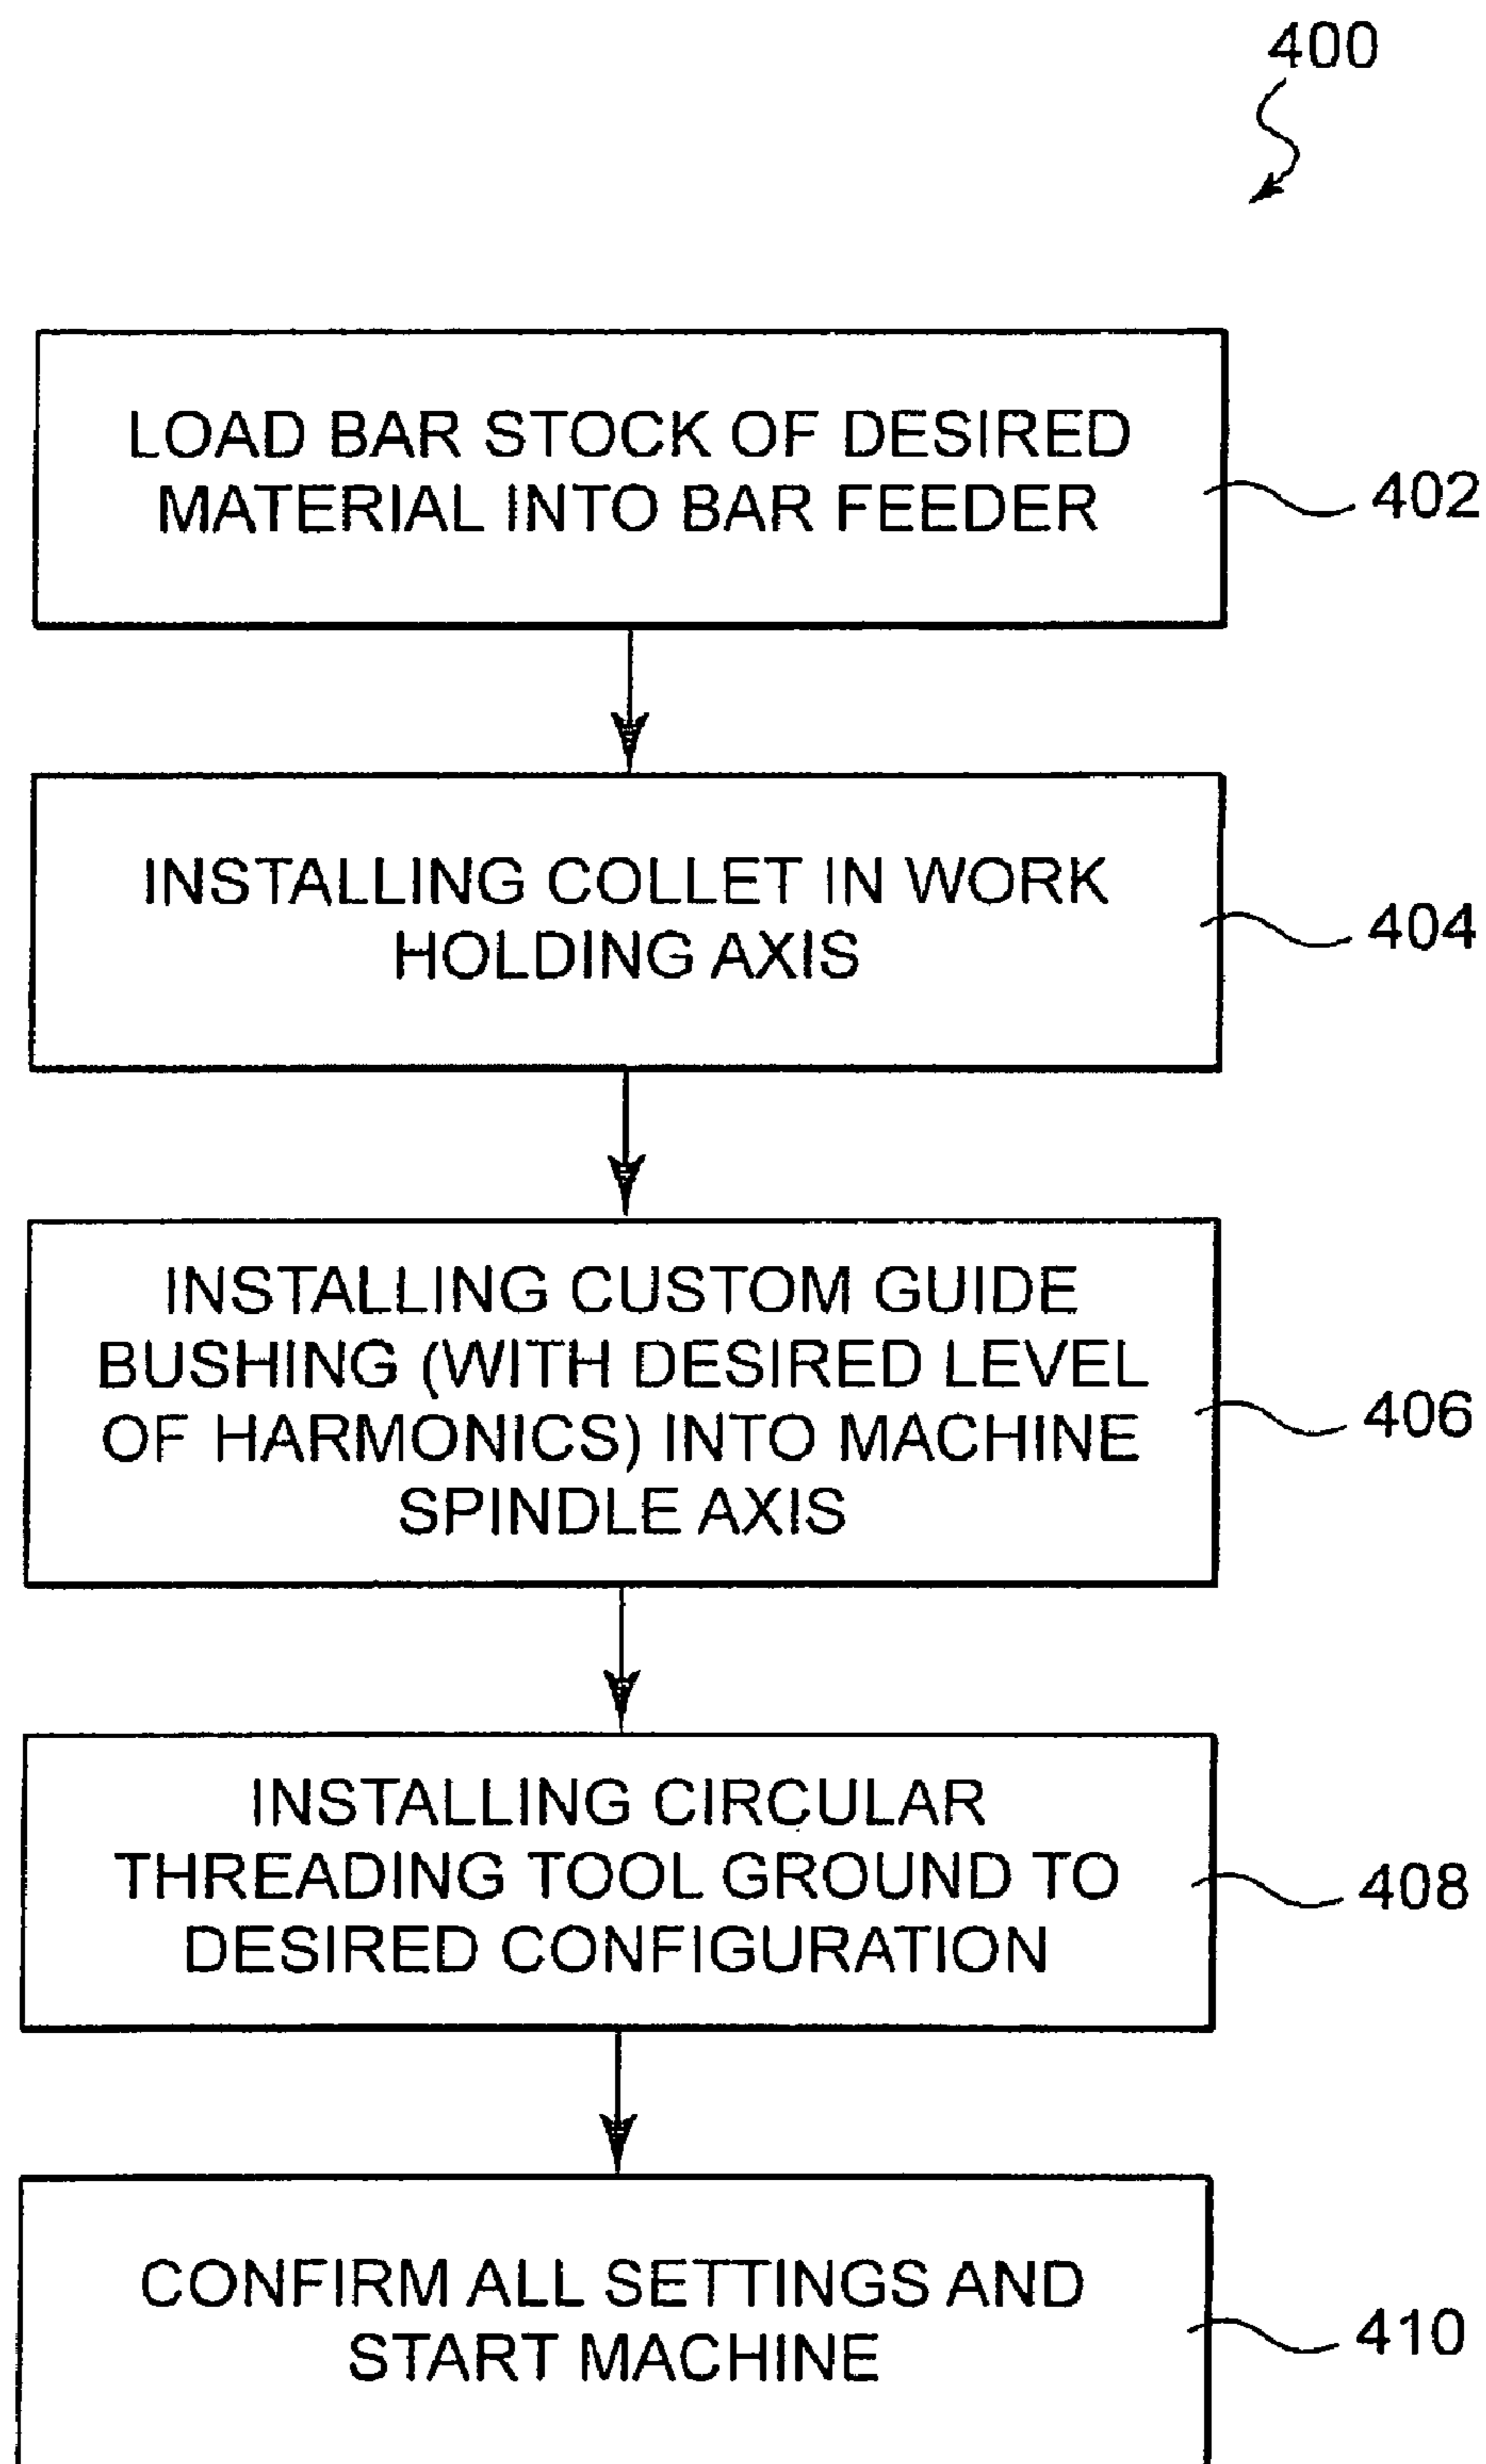 400
LOAD BAR STOCK OF DESIRED
MATERIAL INTO BAR FEEDER
402
INSTALLING COLLET IN WORK
HOLDING AXIS
404
INSTALLING CUSTOM GUIDE
BUSHING (WITH DESIRED LEVEL
OF HARMONICS) INTO MACHINE
SPINDLE AXIS
406
INSTALLING CIRCULAR
THREADING TOOL GROUND TO
DESIRED CONFIGURATION
408
CONFIRM ALL SETTINGS AND
START MACHINE
410